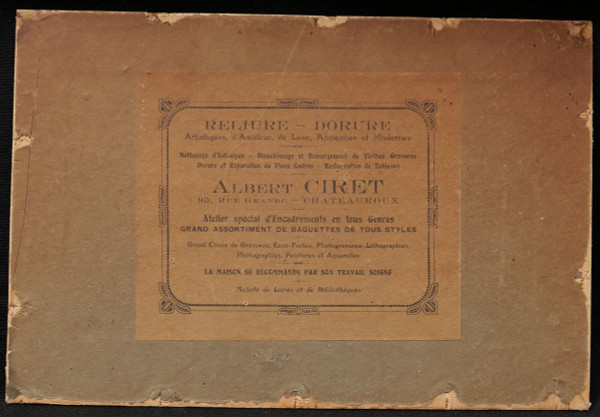 RELIURE - DORURE
Artistiques, d'Amateur, de Luxe, Anciennes et Modernes
Nettoyage d'Estampes - Blanchissage et Remargement de Vieilles Gravures
Dorure et Réparation de Vieux Cadres - Restauration de Tableaux
ALBERT CIRET
93, RUE GRANDE - CHATEAUROUX
Atelier spécial d'Encadrements en tous Genres
GRAND ASSORTIMENT DE BAGUETTES DE TOUS STYLES
Grand Choix de Gravures, Eaux-Fortes, Photogravures, Lithographies,
Photographies, Peintures et Aquarelles
LA MAISON SE RECOMMANDE PAR SON TRAVAIL SOIGNÉ
Achats de Livres et de Bibliothèques